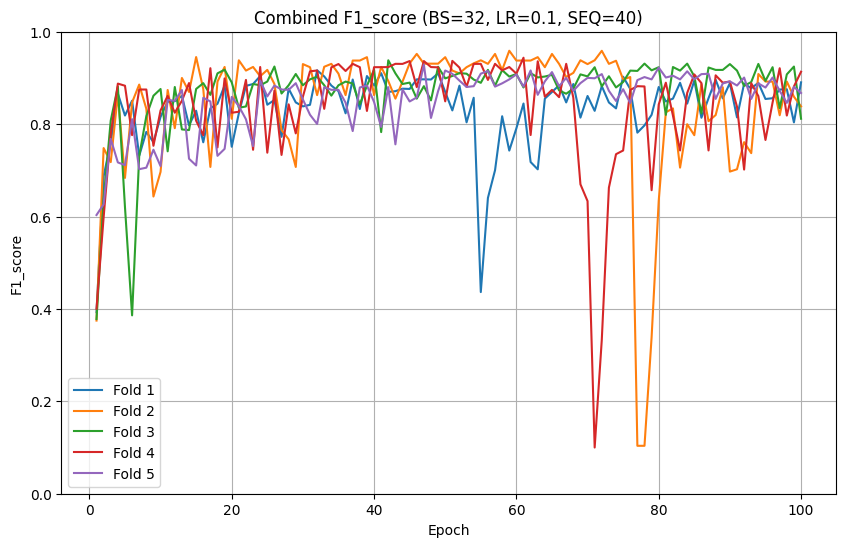 Combined F1_score (BS=32, LR=0.1, SEQ=40)
F1_score
1.0
0.8
0.6
0.4
0.2
0.0
Fold 1
Fold 2
Fold 3
Fold 4
Fold 5
0 20 40 60 80 100
Epoch